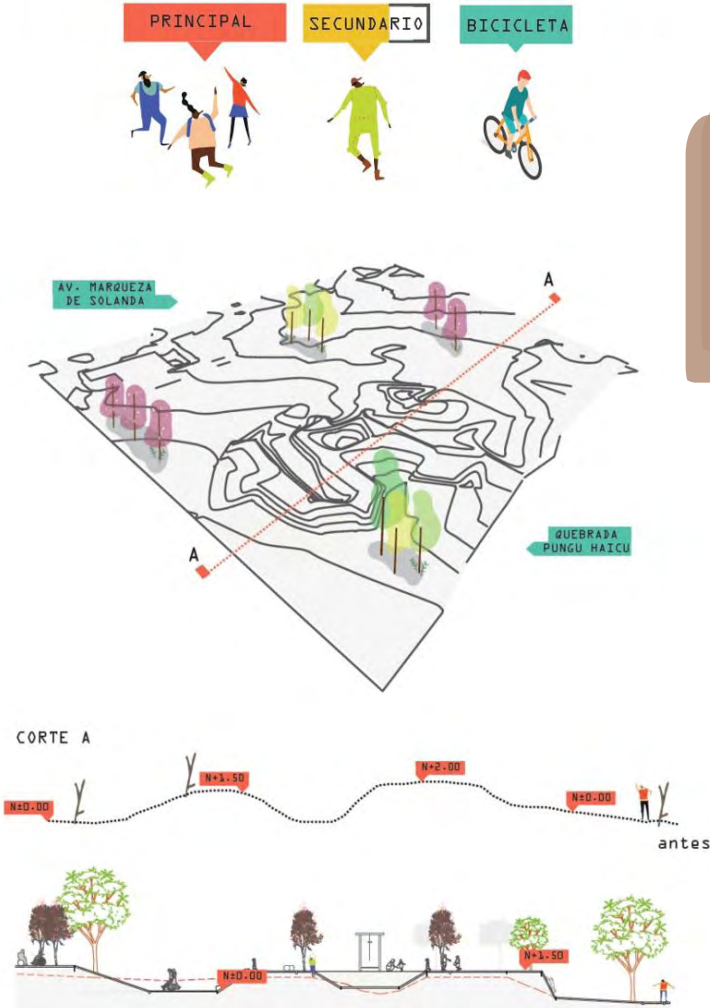 PRINCIPAL
SECUNDARIO
BICICLETA
AV. MARQUEZA
DE SOLANDA
A
A
QUEBRADA
PUNGU HAICU
CORTE A
N±0.00
N+1.50
N+2.00
N±0.00
antes
N±0.00
N+1.50